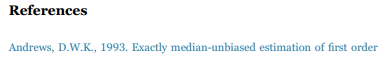 References
Andrews, D.W.K., 1993. Exactly median-unbiased estimation of first order